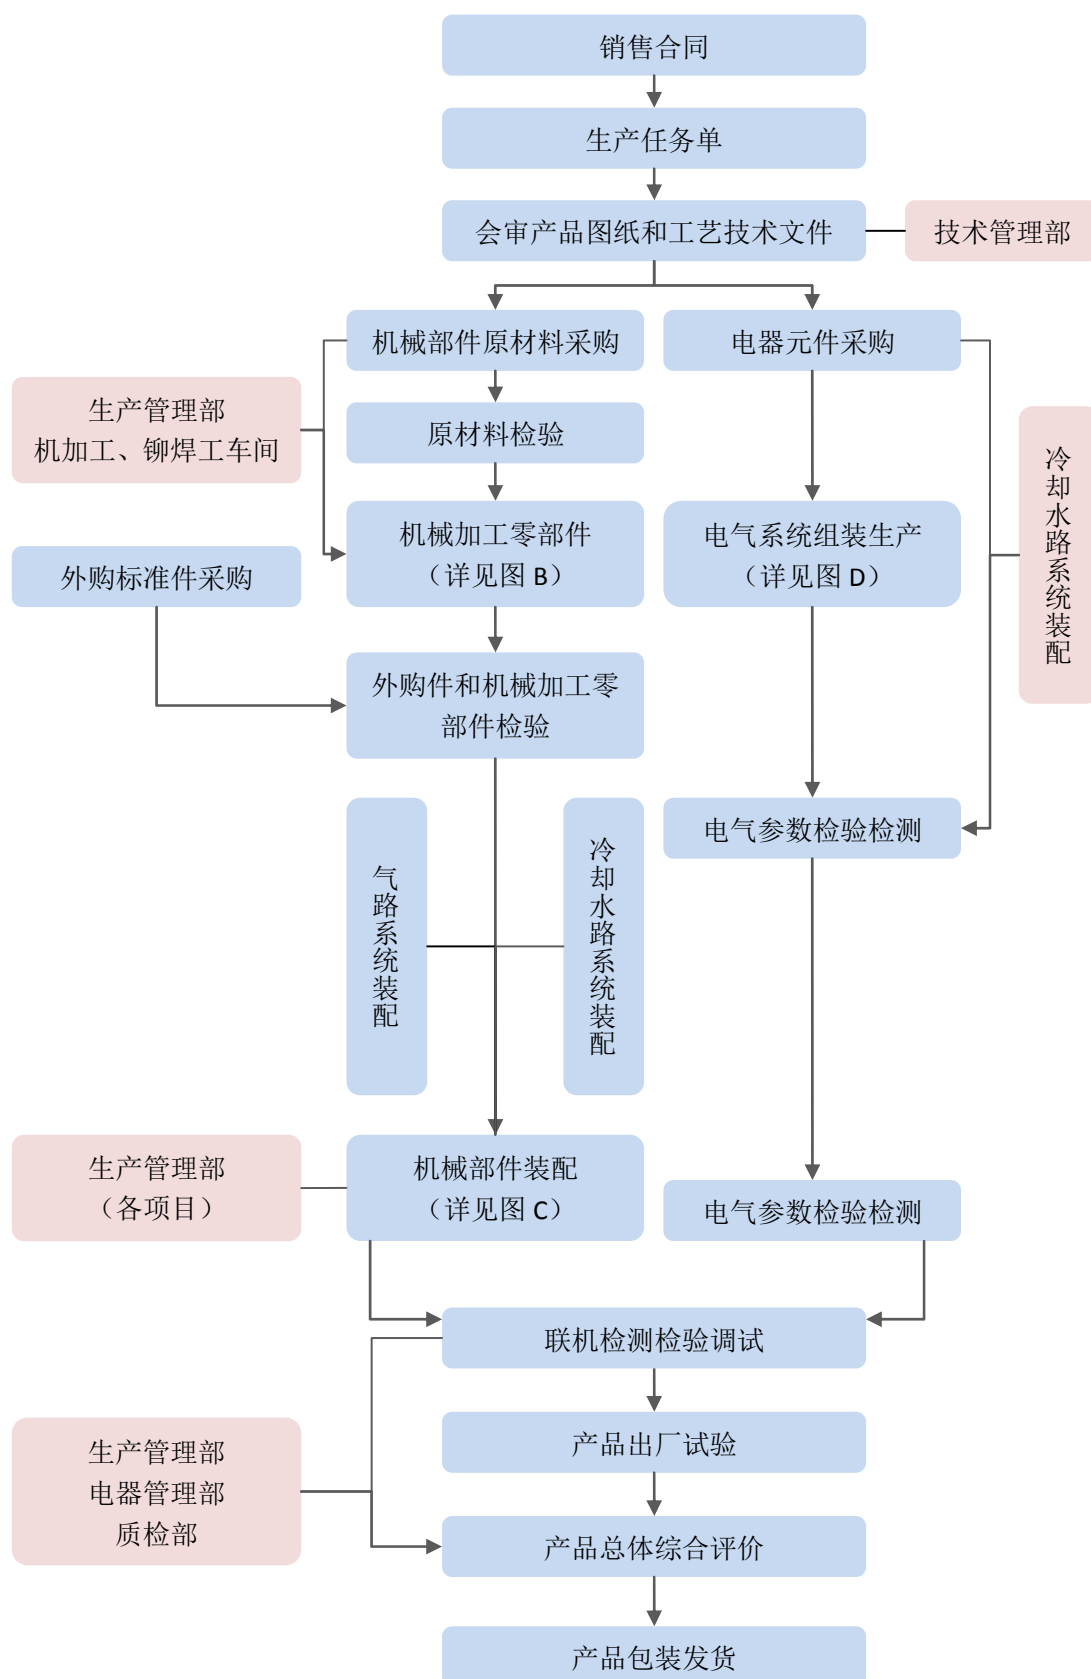 销售合同
生产任务单
会审产品图纸和工艺技术文件
技术管理部
机械部件原材料采购
电器元件采购
生产管理部
机加工、铆焊工车间
原材料检验
冷却水路系统装配
机械加工零部件
（详见图 B）
电气系统组装生产
（详见图 D）
外购标准件采购
外购件和机械加工零
部件检验
气路系统装配
冷却水路系统装配
电气参数检验检测
生产管理部
（各项目）
机械部件装配
（详见图 C）
电气参数检验检测
联机检测检验调试
产品出厂试验
生产管理部
电器管理部
质检部
产品总体综合评价
产品包装发货